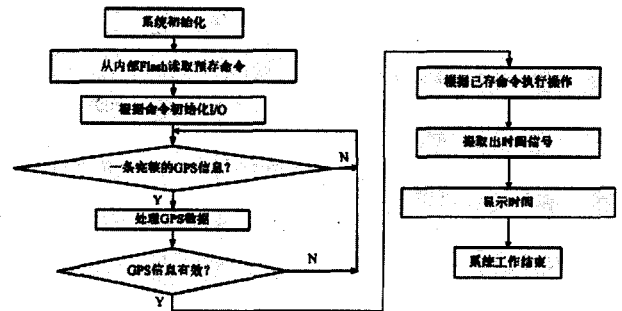 系统初始化
从内部Flash读取预存命令
根据命令初始化I/O
一条完整的GPS信息?
N
Y
处理GPS数据
GPS信息有效?
N
Y
根据已存命令执行操作
提取出时间信号
显示时间
系统工作结束